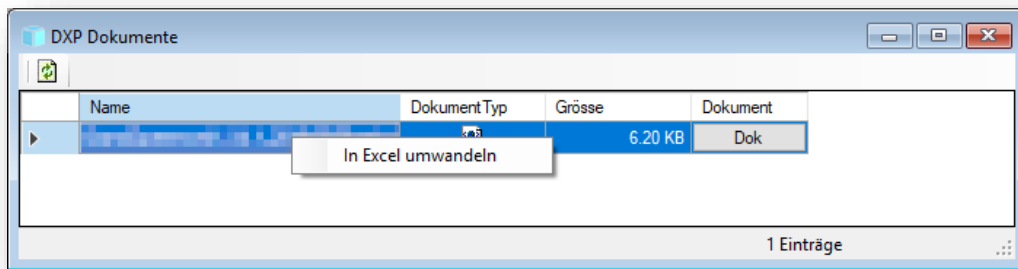 DXP Dokumente
Name DokumentTyp Grösse Dokument
6.20 KB Dok
In Excel umwandeln
1 Einträge